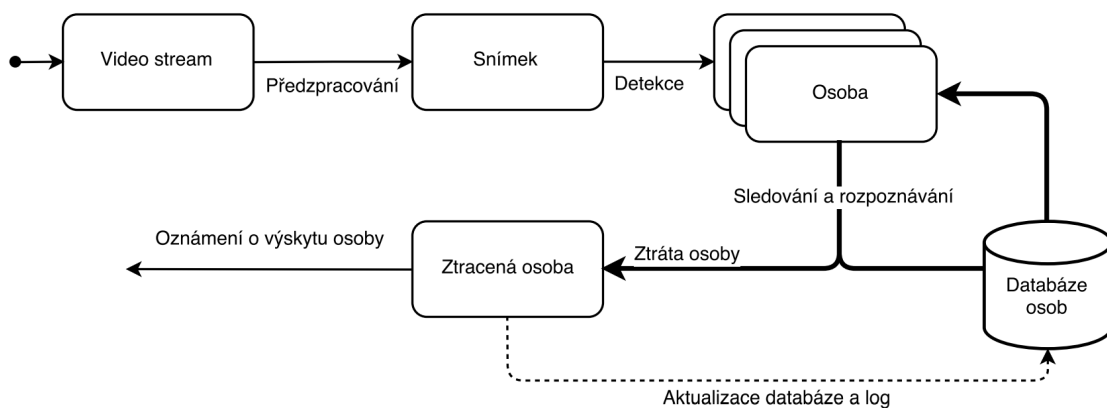 Video stream
Předzpracování
Snímek
Detekce
Osoba
Sledování a rozpoznávání
Oznámení o výskytu osoby
Ztracená osoba
Ztráta osoby
Databáze
osob
Aktualizace databáze a log